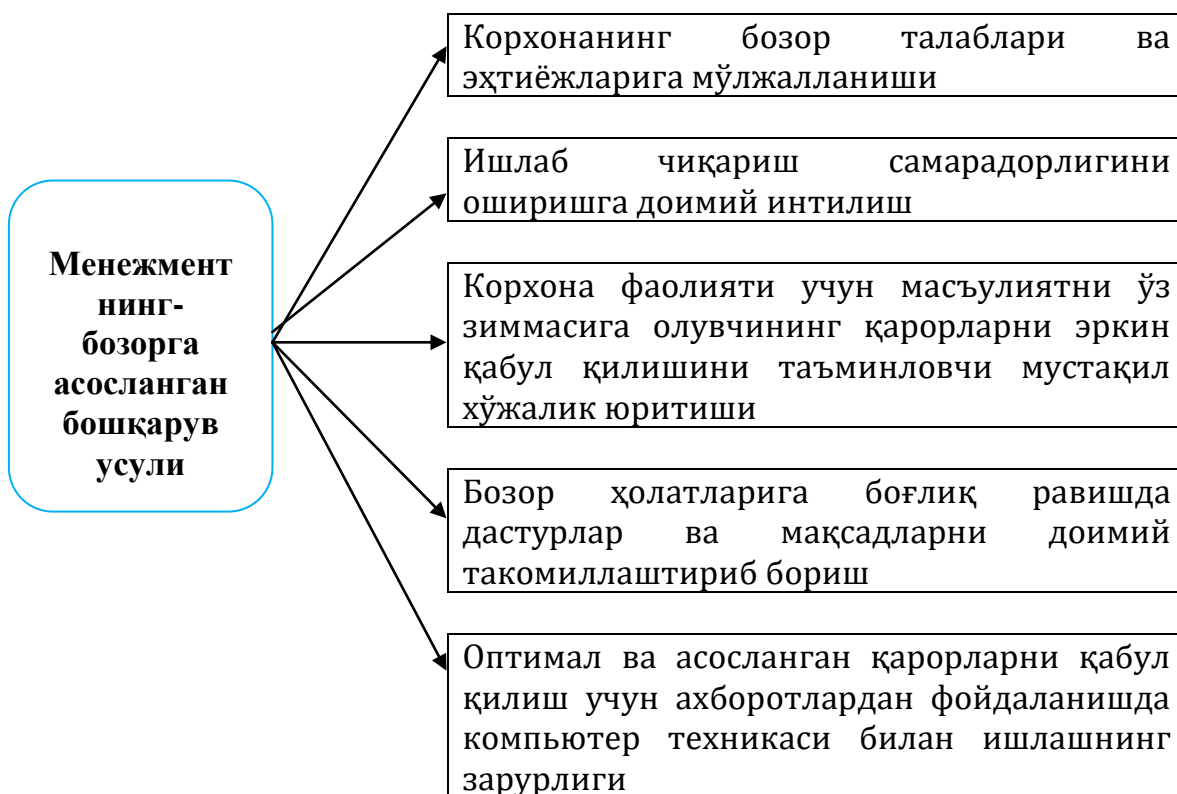 Менежмент
нинг-
бозорга
асосланган
бошқарув
усули
Корхонанинг бозор талаблари ва
эҳтиёжларига мўлжалланиши
Ишлаб чиқариш самарадорлигини
оширишга доимий интилиш
Корхона фаолияти учун масъулиятни ўз
зиммасига олувчининг қарорларни эркин
қабул қилишини таъминловчи мустақил
хўжалик юритиши
Бозор ҳолатларига боғлиқ равишда
дастурлар ва мақсадларни доимий
такомиллаштириб бориш
Оптимал ва асосланган қарорларни қабул
қилиш учун ахборотлардан фойдаланишда
компьютер техникаси билан ишлашнинг
зарурлиги